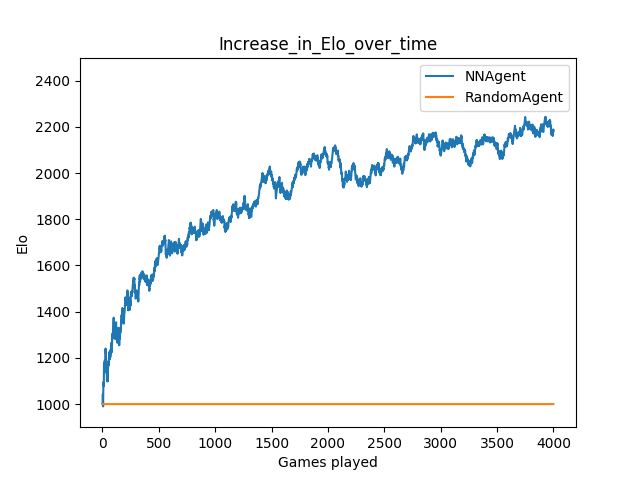 Increase_in_Elo_over_time
NNAgent
RandomAgent
2400
2200
2000
1800
1600
1400
1200
1000
Elo
0 500 1000 1500 2000 2500 3000 3500 4000
Games played